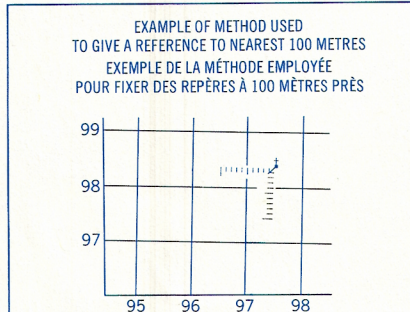 EXAMPLE OF METHOD USED
TO GIVE A REFERENCE TO NEAREST 100 METRES
EXEMPLE DE LA MÉTHODE EMPLOYÉE
POUR FIXER DES REPÈRES À 100 MÈTRES PRÈS
99
98
97
95 96 97 98